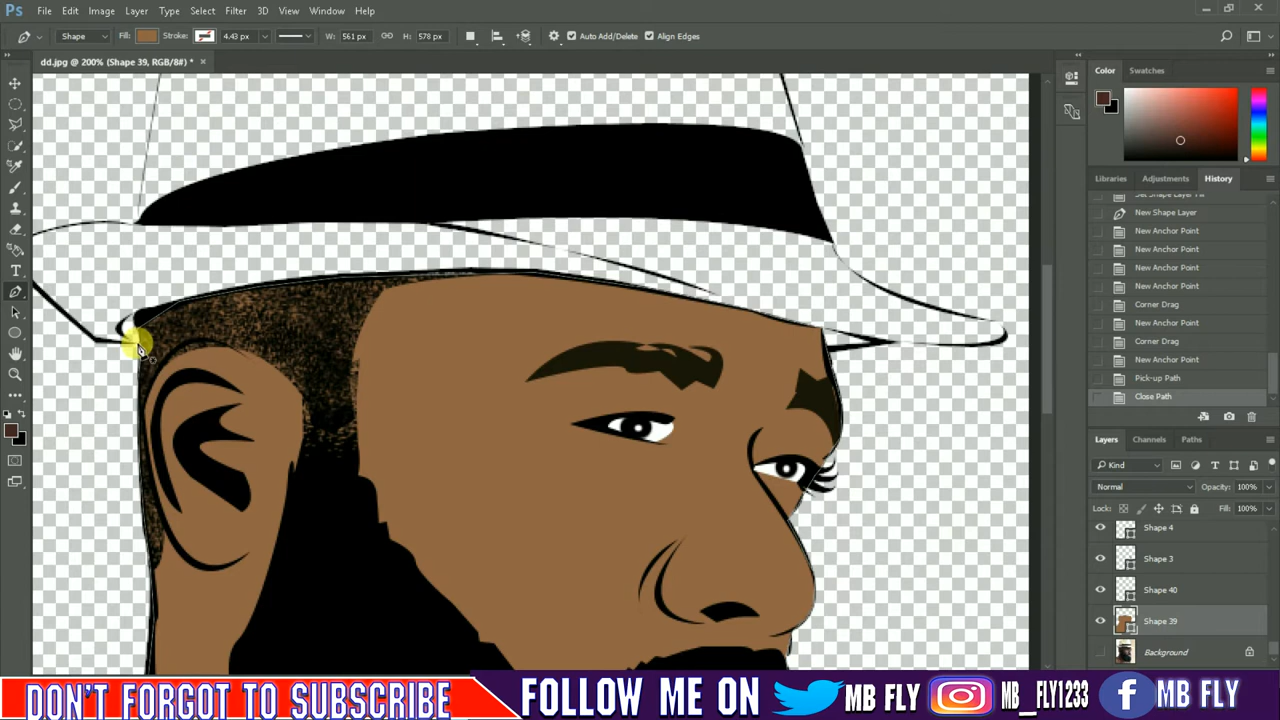 Ps File Edit Image Layer Type Select Filter 3D View Window Help
Shape Fill: Stroke: 4.43 pt W: 561 px H: 578 px Auto Add/Delete Align Edges
dd.jpg @ 200% (Shape 39, RGB/8#) * ×
Color Swatches
Libraries Adjustments History
Set Shape Layer Fill
New Shape Layer
New Anchor Point
New Anchor Point
New Anchor Point
New Anchor Point
Corner Drag
New Anchor Point
Corner Drag
New Anchor Point
Pick-up Path
Close Path
Layers Channels Paths
Kind
Normal Opacity: 100%
Lock: Fill: 100%
Shape 4
Shape 3
Shape 40
Shape 39
Background
DON'T FORGOT TO SUBSCRIBE FOLLOW ME ON MB FLY MB__FLY1233 MB FLY